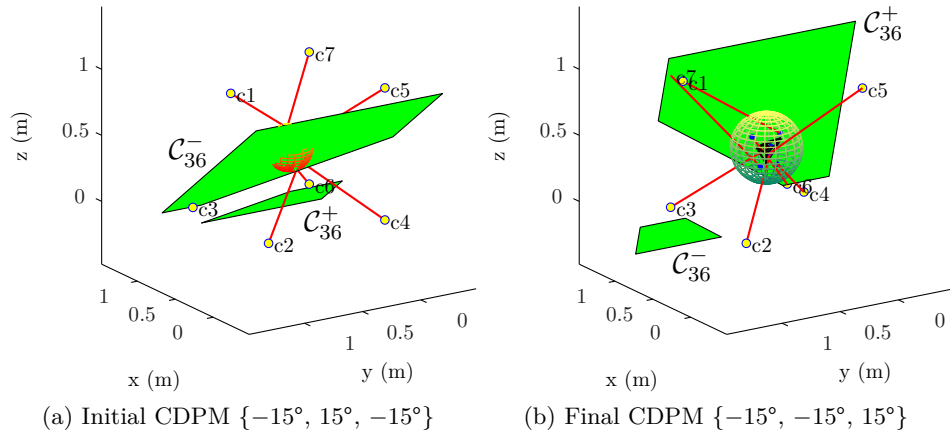 z (m)
1
0.5
0
c1
c7
c5
c3
c6
c2
c4
𝒞₃₆⁻
𝒞₃₆⁺
1
0.5
0
x (m)
1
0.5
0
y (m)
(a) Initial CDPM {−15°, 15°, −15°}
z (m)
1
0.5
0
c7
c1
c5
c3
c6
c4
c2
𝒞₃₆⁺
𝒞₃₆⁻
1
0.5
0
x (m)
1
0.5
0
y (m)
(b) Final CDPM {−15°, −15°, 15°}